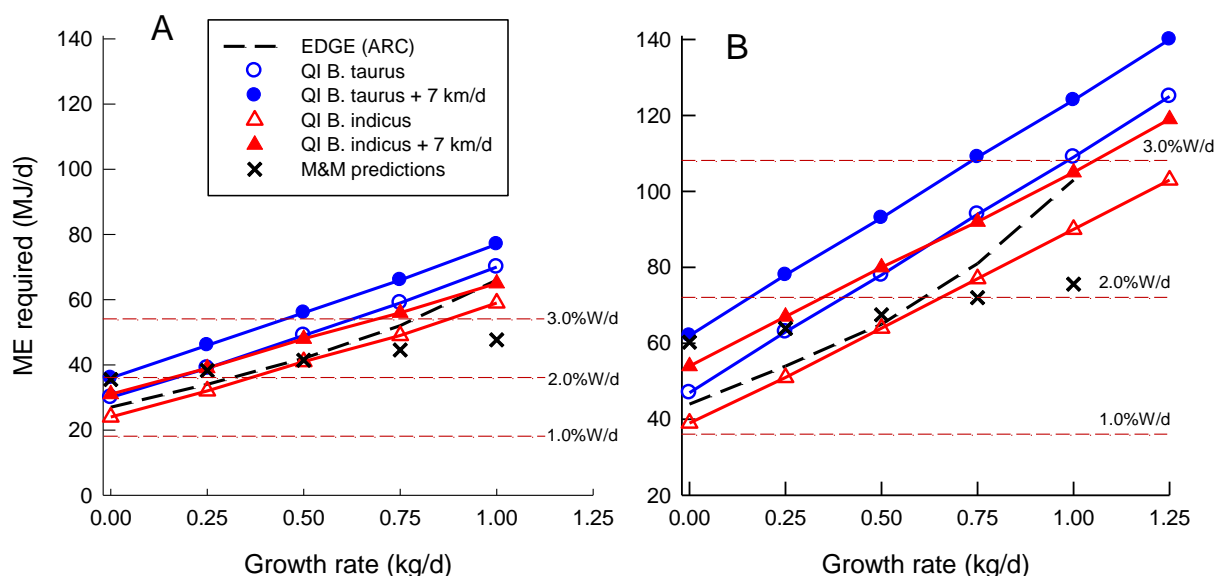 A
EDGE (ARC)
QI B. taurus
QI B. taurus + 7 km/d
QI B. indicus
QI B. indicus + 7 km/d
M&M predictions
ME required (MJ/d)
140
120
100
80
60
40
20
0
3.0%W/d
2.0%W/d
1.0%W/d
0.00 0.25 0.50 0.75 1.00 1.25
Growth rate (kg/d)
B
140
120
100
80
60
40
20
3.0%W/d
2.0%W/d
1.0%W/d
0.00 0.25 0.50 0.75 1.00 1.25
Growth rate (kg/d)